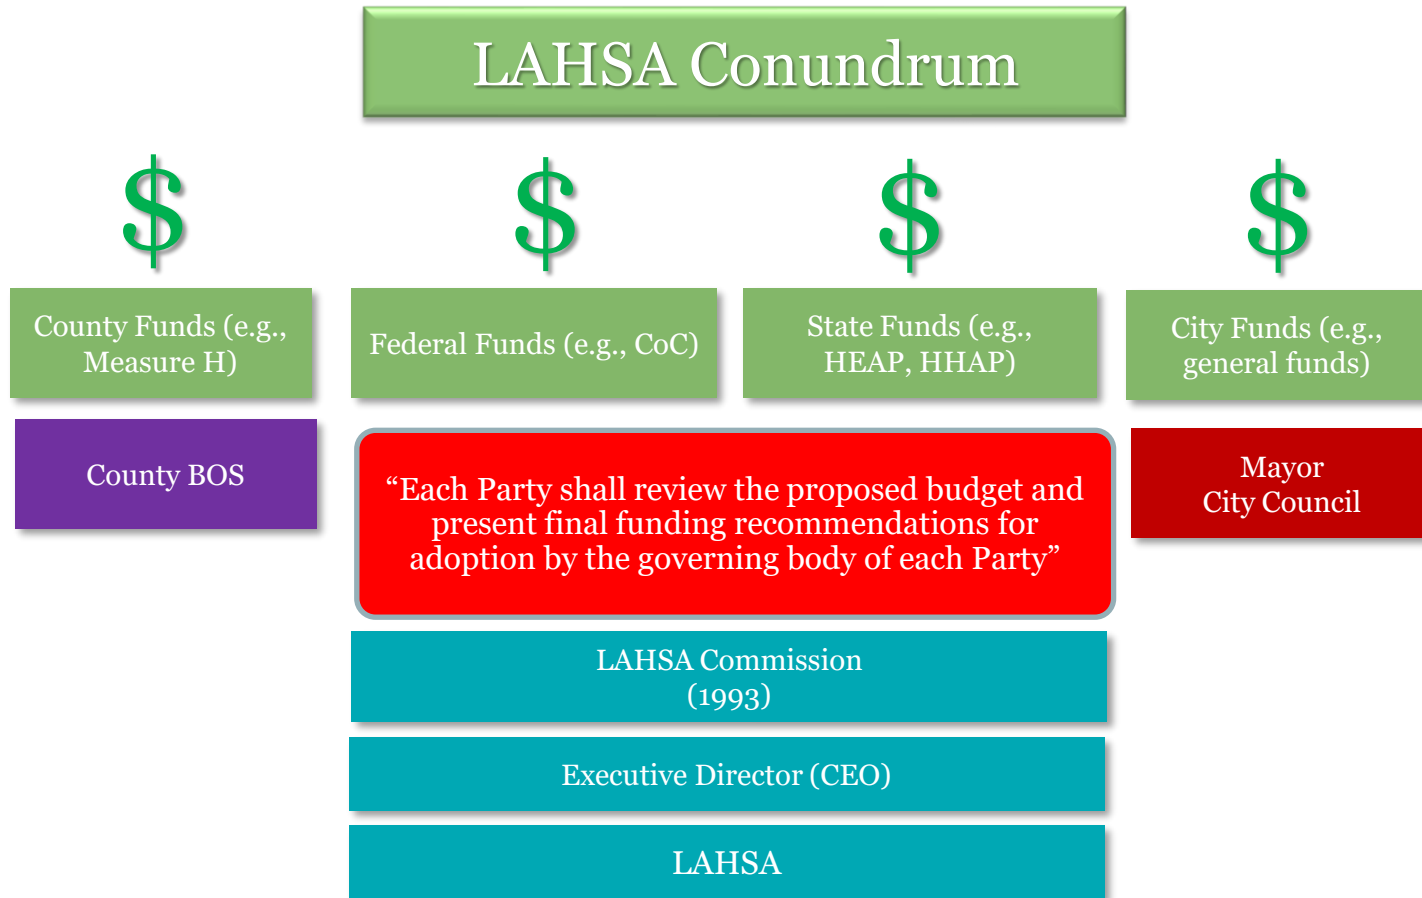 LAHSA Conundrum
$
$
$
$
County Funds (e.g.,
Measure H)
Federal Funds (e.g., CoC)
State Funds (e.g.,
HEAP, HHAP)
City Funds (e.g.,
general funds)
County BOS
“Each Party shall review the proposed budget and
present final funding recommendations for
adoption by the governing body of each Party”
Mayor
City Council
LAHSA Commission
(1993)
Executive Director (CEO)
LAHSA